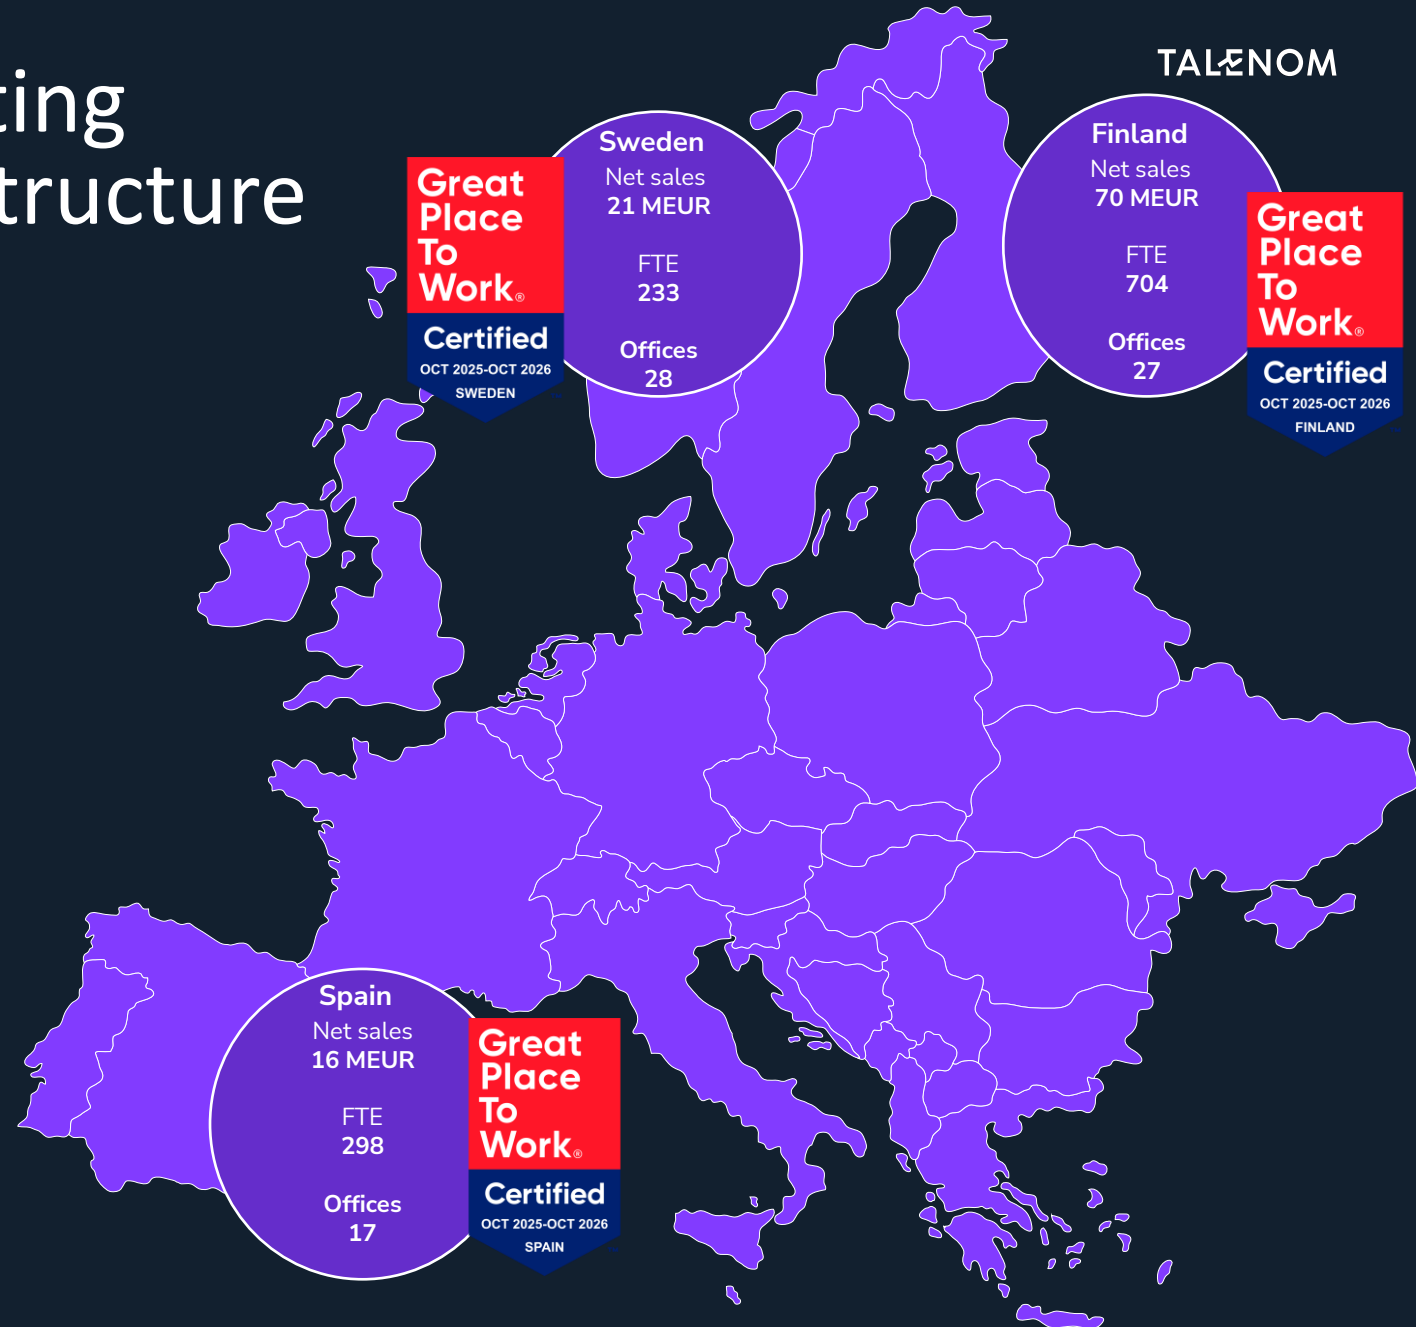 ting
tructure
TALENOM
Sweden
Net sales
21 MEUR
FTE
233
Offices
28
Great
Place
To
Work®
Certified
OCT 2025-OCT 2026
SWEDEN
Finland
Net sales
70 MEUR
FTE
704
Offices
27
Great
Place
To
Work®
Certified
OCT 2025-OCT 2026
FINLAND
Spain
Net sales
16 MEUR
FTE
298
Offices
17
Great
Place
To
Work®
Certified
OCT 2025-OCT 2026
SPAIN